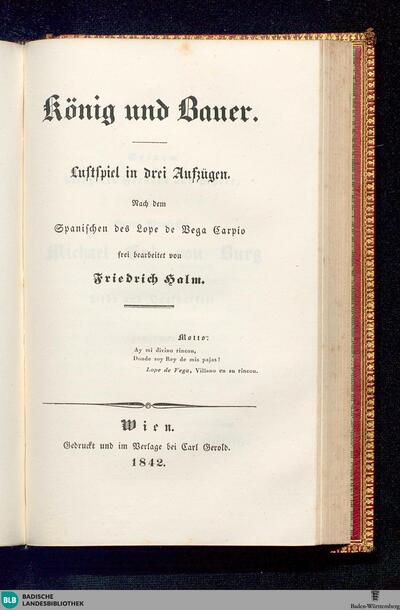 König und Bauer.
Lustspiel in drei Aufzügen.
Nach dem
Spanischen des Lope de Vega Carpio
frei bearbeitet von
Friedrich Halm.
Motto:
Ay mi divino rincon,
Donde soy Rey de mis pajas!
Lope de Vega, Villano en su rincon.
Wien.
Gedruckt und im Verlage bei Carl Gerold.
1842.
BLB BADISCHE
LANDESBIBLIOTHEK
Baden-Württemberg